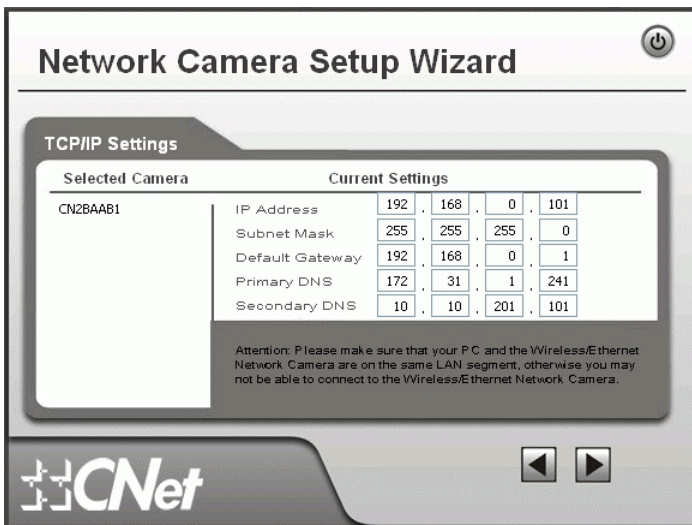 Network Camera Setup Wizard
TCP/IP Settings
Selected Camera Current Settings
CN2BAAB1
IP Address 192 . 168 . 0 . 101
Subnet Mask 255 . 255 . 255 . 0
Default Gateway 192 . 168 . 0 . 1
Primary DNS 172 . 31 . 1 . 241
Secondary DNS 10 . 10 . 201 . 101
Attention: Please make sure that your PC and the Wireless/Ethernet
Network Camera are on the same LAN segment, otherwise you may
not be able to connect to the Wireless/Ethernet Network Camera.
CNet